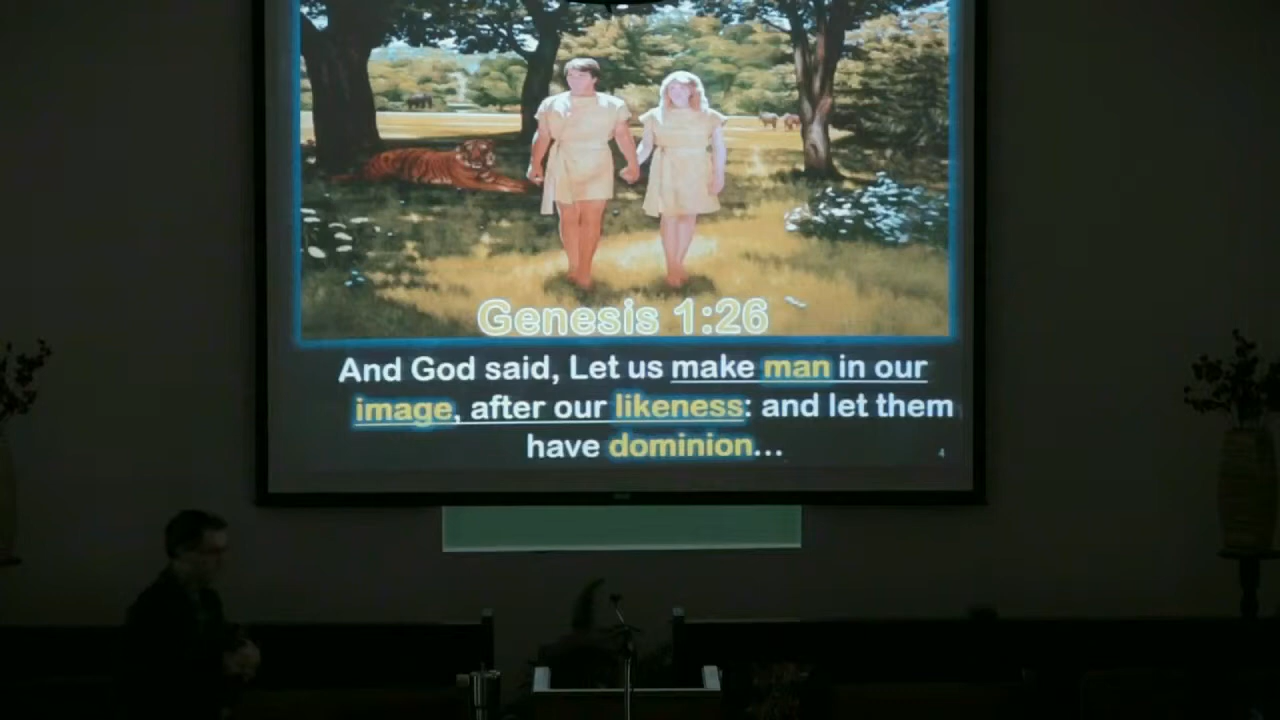 Genesis 1:26
And God said, Let us make man in our
image, after our likeness: and let them
have dominion...
4